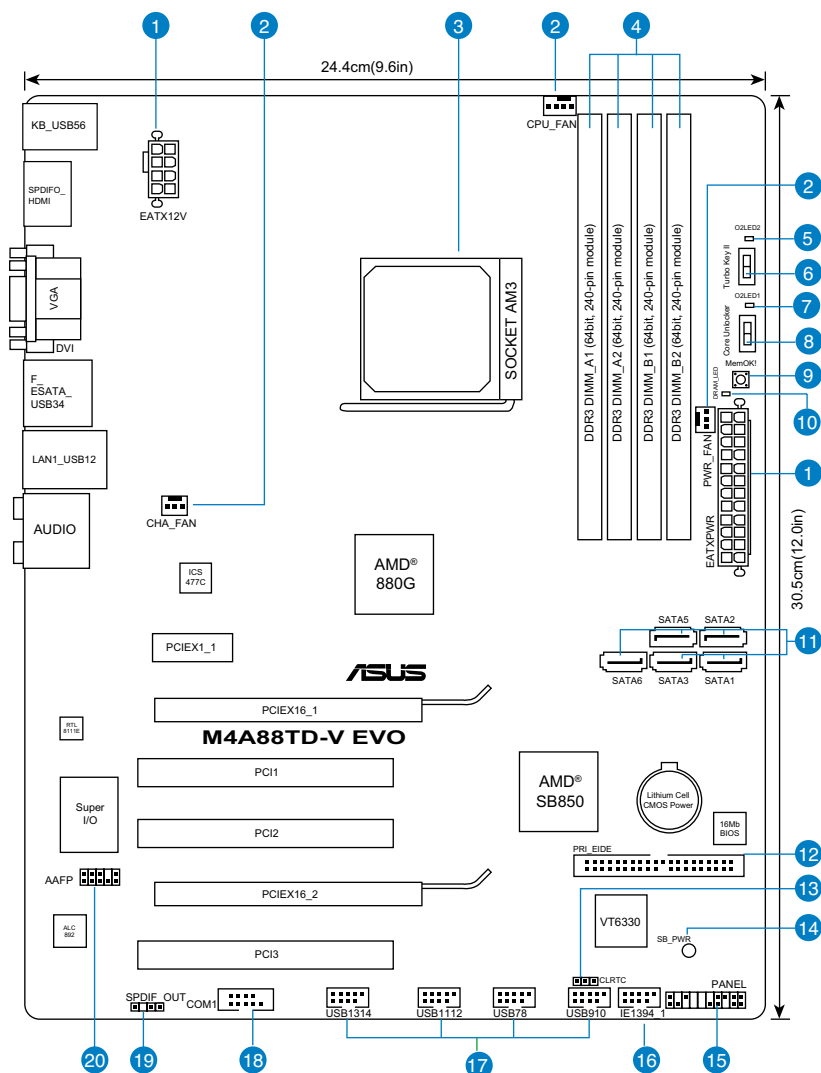 1
2
3
2
4
24.4cm(9.6in)
KB_USB56
CPU_FAN
SPDIFO_
HDMI
EATX12V
2
O2LED2
5
Turbo Key II
6
VGA
DVI
SOCKET AM3
DDR3 DIMM_A1 (64bit, 240-pin module)
DDR3 DIMM_A2 (64bit, 240-pin module)
DDR3 DIMM_B1 (64bit, 240-pin module)
DDR3 DIMM_B2 (64bit, 240-pin module)
O2LED1
7
Core Unlocker
8
MemOK!
9
DRAM_LED
10
F_
ESATA_
USB34
LAN1_USB12
AUDIO
2
CHA_FAN
PWR_FAN
1
EATXPWR
30.5cm(12.0in)
ICS
477C
AMD®
880G
PCIEX1_1
SATA5
SATA2
11
SATA6
SATA3
SATA1
ASUS
PCIEX16_1
M4A88TD-V EVO
RTL
8111E
PCI1
AMD®
SB850
Lithium Cell
CMOS Power
Super
I/O
PCI2
16Mb
BIOS
PRI_EIDE
12
AAFP
20
PCIEX16_2
13
VT6330
14
SB_PWR
ALC
892
PCI3
CLRTC
PANEL
SPDIF_OUT
COM1
USB1314
USB1112
USB78
USB910
IE1394_1
20
19
18
17
16
15